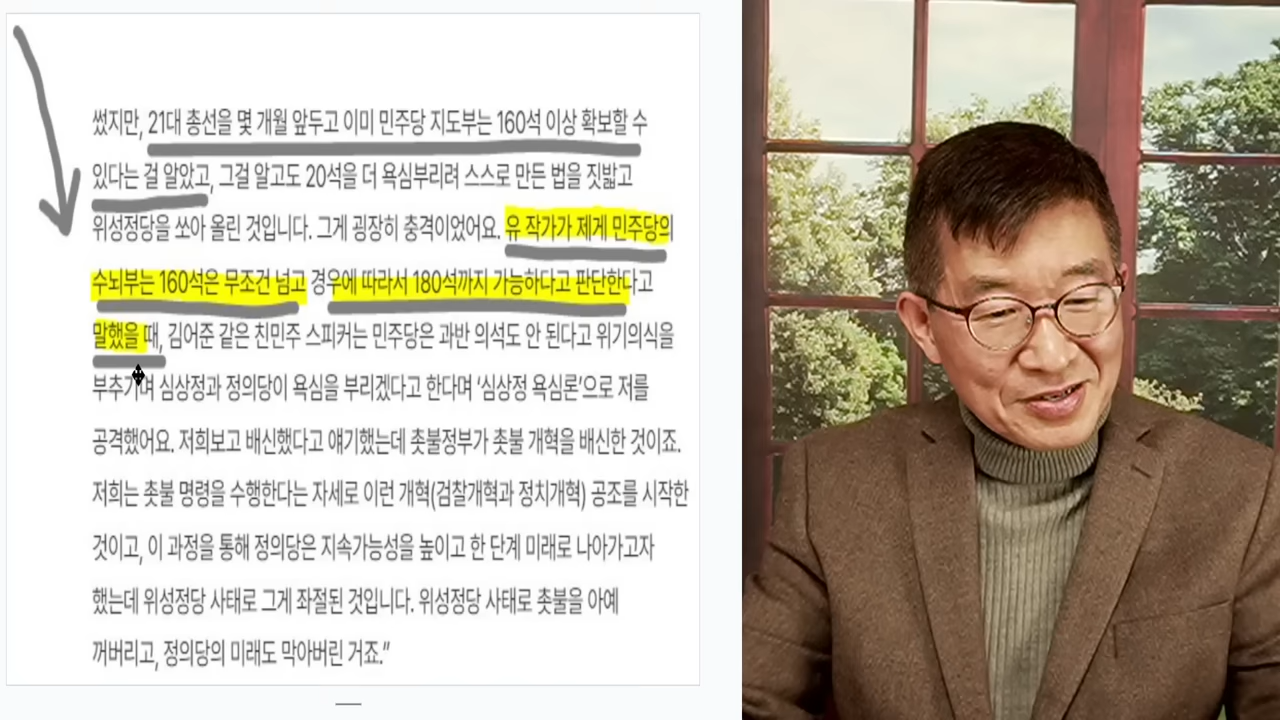 썼지만, 21대 총선을 몇 개월 앞두고 이미 민주당 지도부는 160석 이상 확보할 수
있다는 걸 알았고, 그걸 알고도 20석을 더 욕심부리려 스스로 만든 법을 짓밟고
위성정당을 쏘아 올린 것입니다. 그게 굉장히 충격이었어요. 유 작가가 제게 민주당의
수뇌부는 160석은 무조건 넘고 경우에 따라서 180석까지 가능하다고 판단한다고
말했을 때, 김어준 같은 친민주 스피커는 민주당은 과반 의석도 안 된다고 위기의식을
부추기며 심상정과 정의당이 욕심을 부리겠다고 한다며 ‘심상정 욕심론’으로 저를
공격했어요. 저희보고 배신했다고 얘기했는데 촛불정부가 촛불 개혁을 배신한 것이죠.
저희는 촛불 명령을 수행한다는 자세로 이런 개혁(검찰개혁과 정치개혁) 공조를 시작한
것이고, 이 과정을 통해 정의당은 지속가능성을 높이고 한 단계 미래로 나아가고자
했는데 위성정당 사태로 그게 좌절된 것입니다. 위성정당 사태로 촛불을 아예
꺼버리고, 정의당의 미래도 막아버린 거죠.”